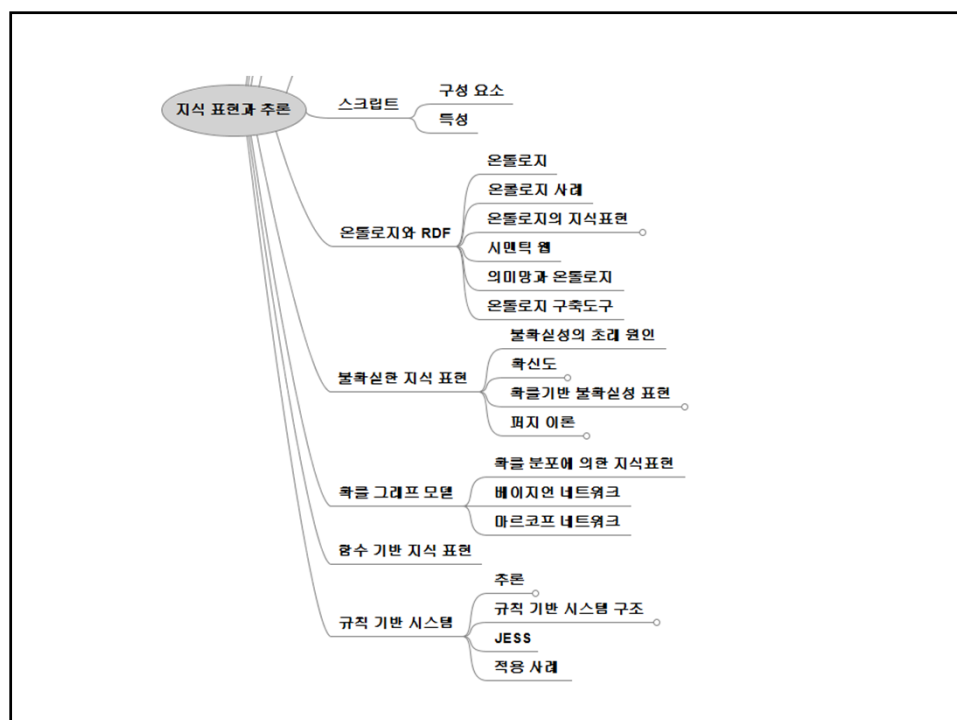 지식 표현과 추론
스크립트
구성 요소
특성
온톨로지와 RDF
온톨로지
온콜로지 사례
온톨로지의 지식표현
시맨틱 웹
의미망과 온톨로지
온톨로지 구축도구
불확실한 지식 표현
불확실성의 초래 원인
확신도
확률기반 불확실성 표현
퍼지 이론
확률 그래프 모델
확률 분포에 의한 지식표현
베이지언 네트워크
마르코프 네트워크
함수 기반 지식 표현
규칙 기반 시스템
추론
규칙 기반 시스템 구조
JESS
적용 사례